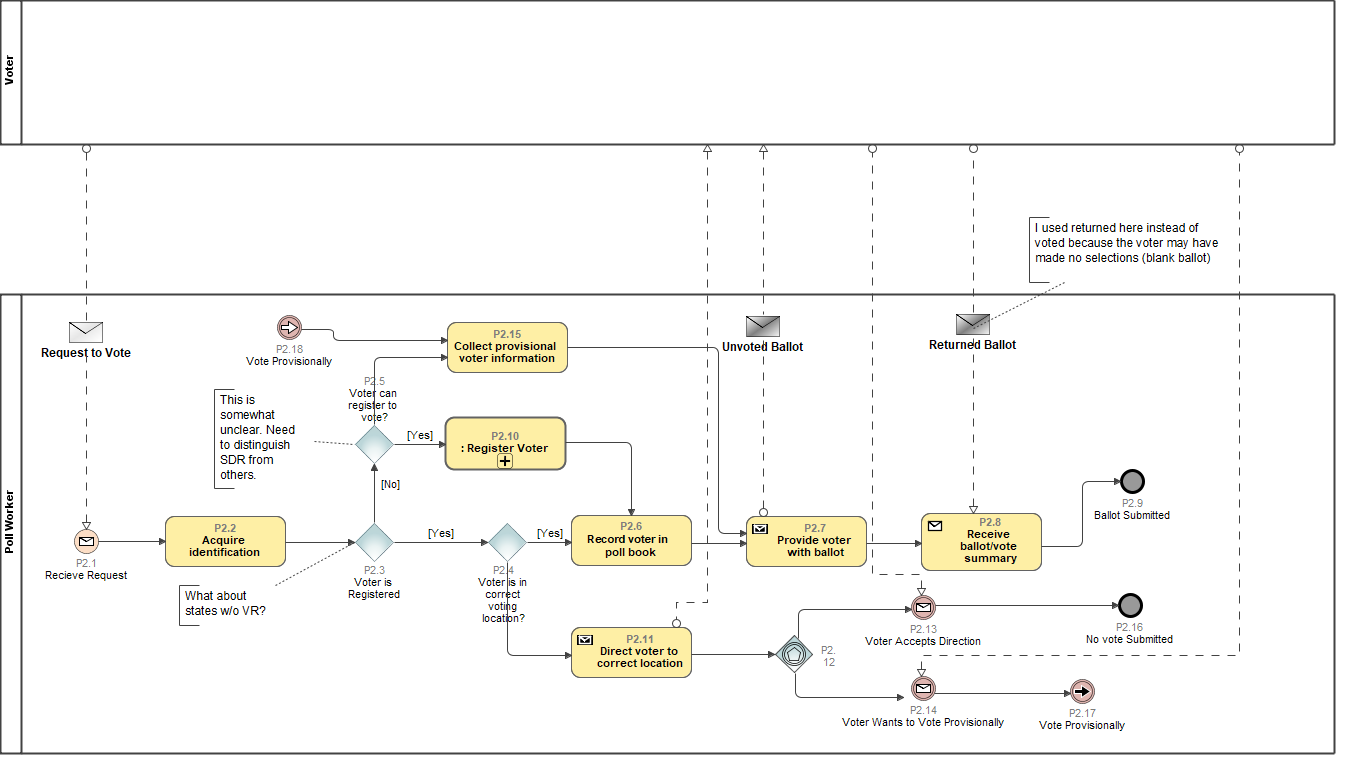 Voter
I used returned here instead of
voted because the voter may have
made no selections (blank ballot)
Poll Worker
Request to Vote
P2.18
Vote Provisionally
P2.15
Collect provisional
voter information
Unvoted Ballot
Returned Ballot
This is
somewhat
unclear. Need
to distinguish
SDR from
others.
P2.5
Voter can
register to
vote?
[Yes]
P2.10
: Register Voter
[No]
P2.1
Recieve Request
P2.2
Acquire
identification
What about
states w/o VR?
P2.3
Voter is
Registered
[Yes]
P2.4
Voter is in
correct
voting
location?
[Yes]
P2.6
Record voter in
poll book
P2.7
Provide voter
with ballot
P2.8
Receive
ballot/vote
summary
P2.9
Ballot Submitted
P2.11
Direct voter to
correct location
P2.
12
P2.13
Voter Accepts Direction
P2.16
No vote Submitted
P2.14
Voter Wants to Vote Provisionally
P2.17
Vote Provisionally